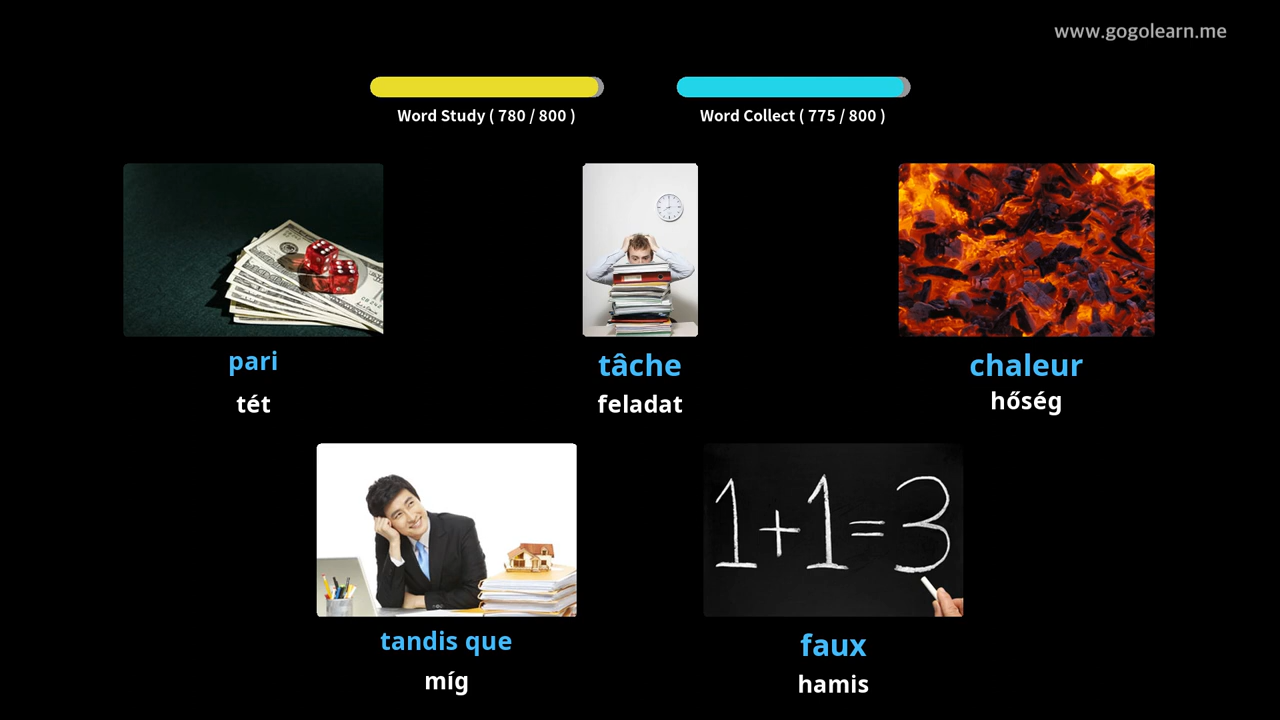 www.gogolearn.me
Word Study ( 780 / 800 )
Word Collect ( 775 / 800 )
pari
tét
tâche
feladat
chaleur
hőség
tandis que
míg
1+1=3
faux
hamis